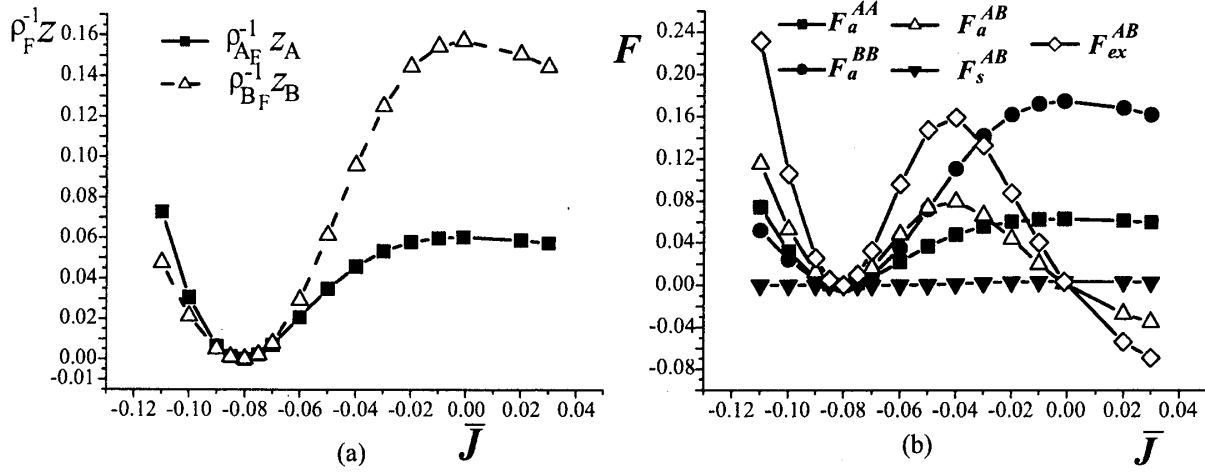 ρ_F^{-1} z
0.16
0.14
0.12
0.10
0.08
0.06
0.04
0.02
0.00
-0.01
ρ_{A_F}^{-1} z_A
ρ_{B_F}^{-1} z_B
-0.12 -0.10 -0.08 -0.06 -0.04 -0.02 0.00 0.02 0.04
(a) J̄
F
0.24
0.20
0.16
0.12
0.08
0.04
0.00
-0.04
-0.08
F_a^{AA} F_a^{AB} F_{ex}^{AB}
F_a^{BB} F_s^{AB}
-0.12 -0.10 -0.08 -0.06 -0.04 -0.02 0.00 0.02 0.04
(b) J̄